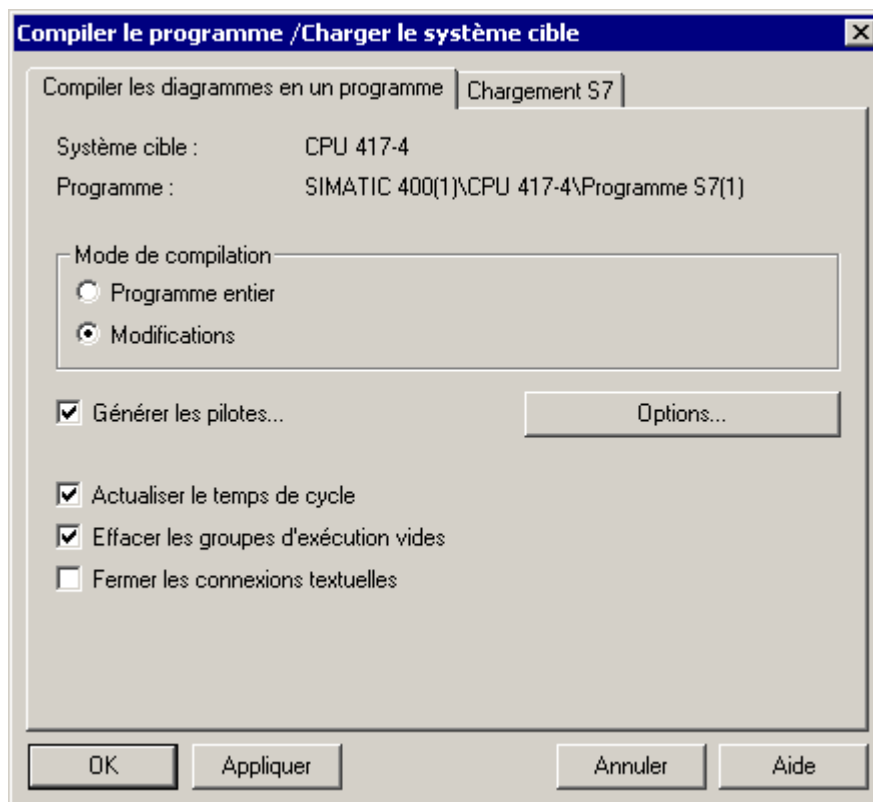 Compiler le programme /Charger le système cible
Compiler les diagrammes en un programme
Chargement S7
Système cible : CPU 417-4
Programme : SIMATIC 400(1)\CPU 417-4\Programme S7(1)
Mode de compilation
Programme entier
Modifications
Générer les pilotes...
Options...
Actualiser le temps de cycle
Effacer les groupes d'exécution vides
Fermer les connexions textuelles
OK
Appliquer
Annuler
Aide